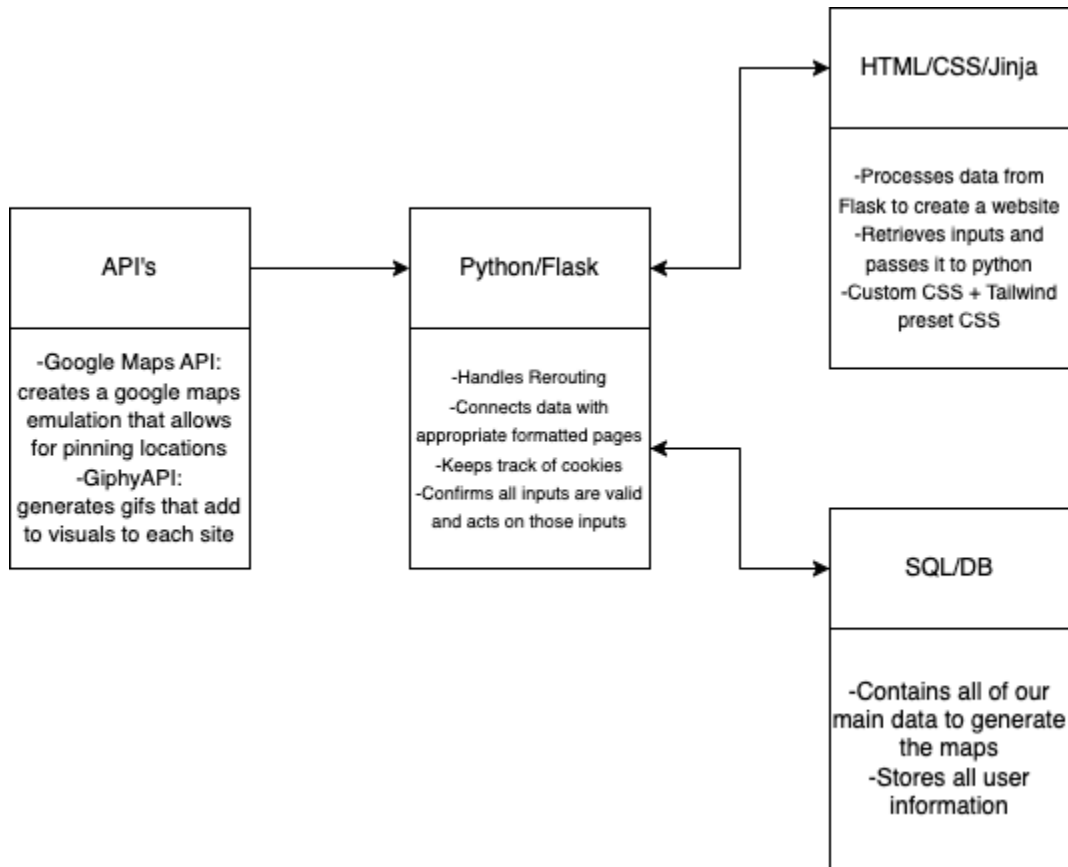 API's
-Google Maps API:
creates a google maps
emulation that allows
for pinning locations
-GiphyAPI:
generates gifs that add
to visuals to each site
Python/Flask
-Handles Rerouting
-Connects data with
appropriate formatted pages
-Keeps track of cookies
-Confirms all inputs are valid
and acts on those inputs
HTML/CSS/Jinja
-Processes data from
Flask to create a website
-Retrieves inputs and
passes it to python
-Custom CSS + Tailwind
preset CSS
SQL/DB
-Contains all of our
main data to generate
the maps
-Stores all user
information